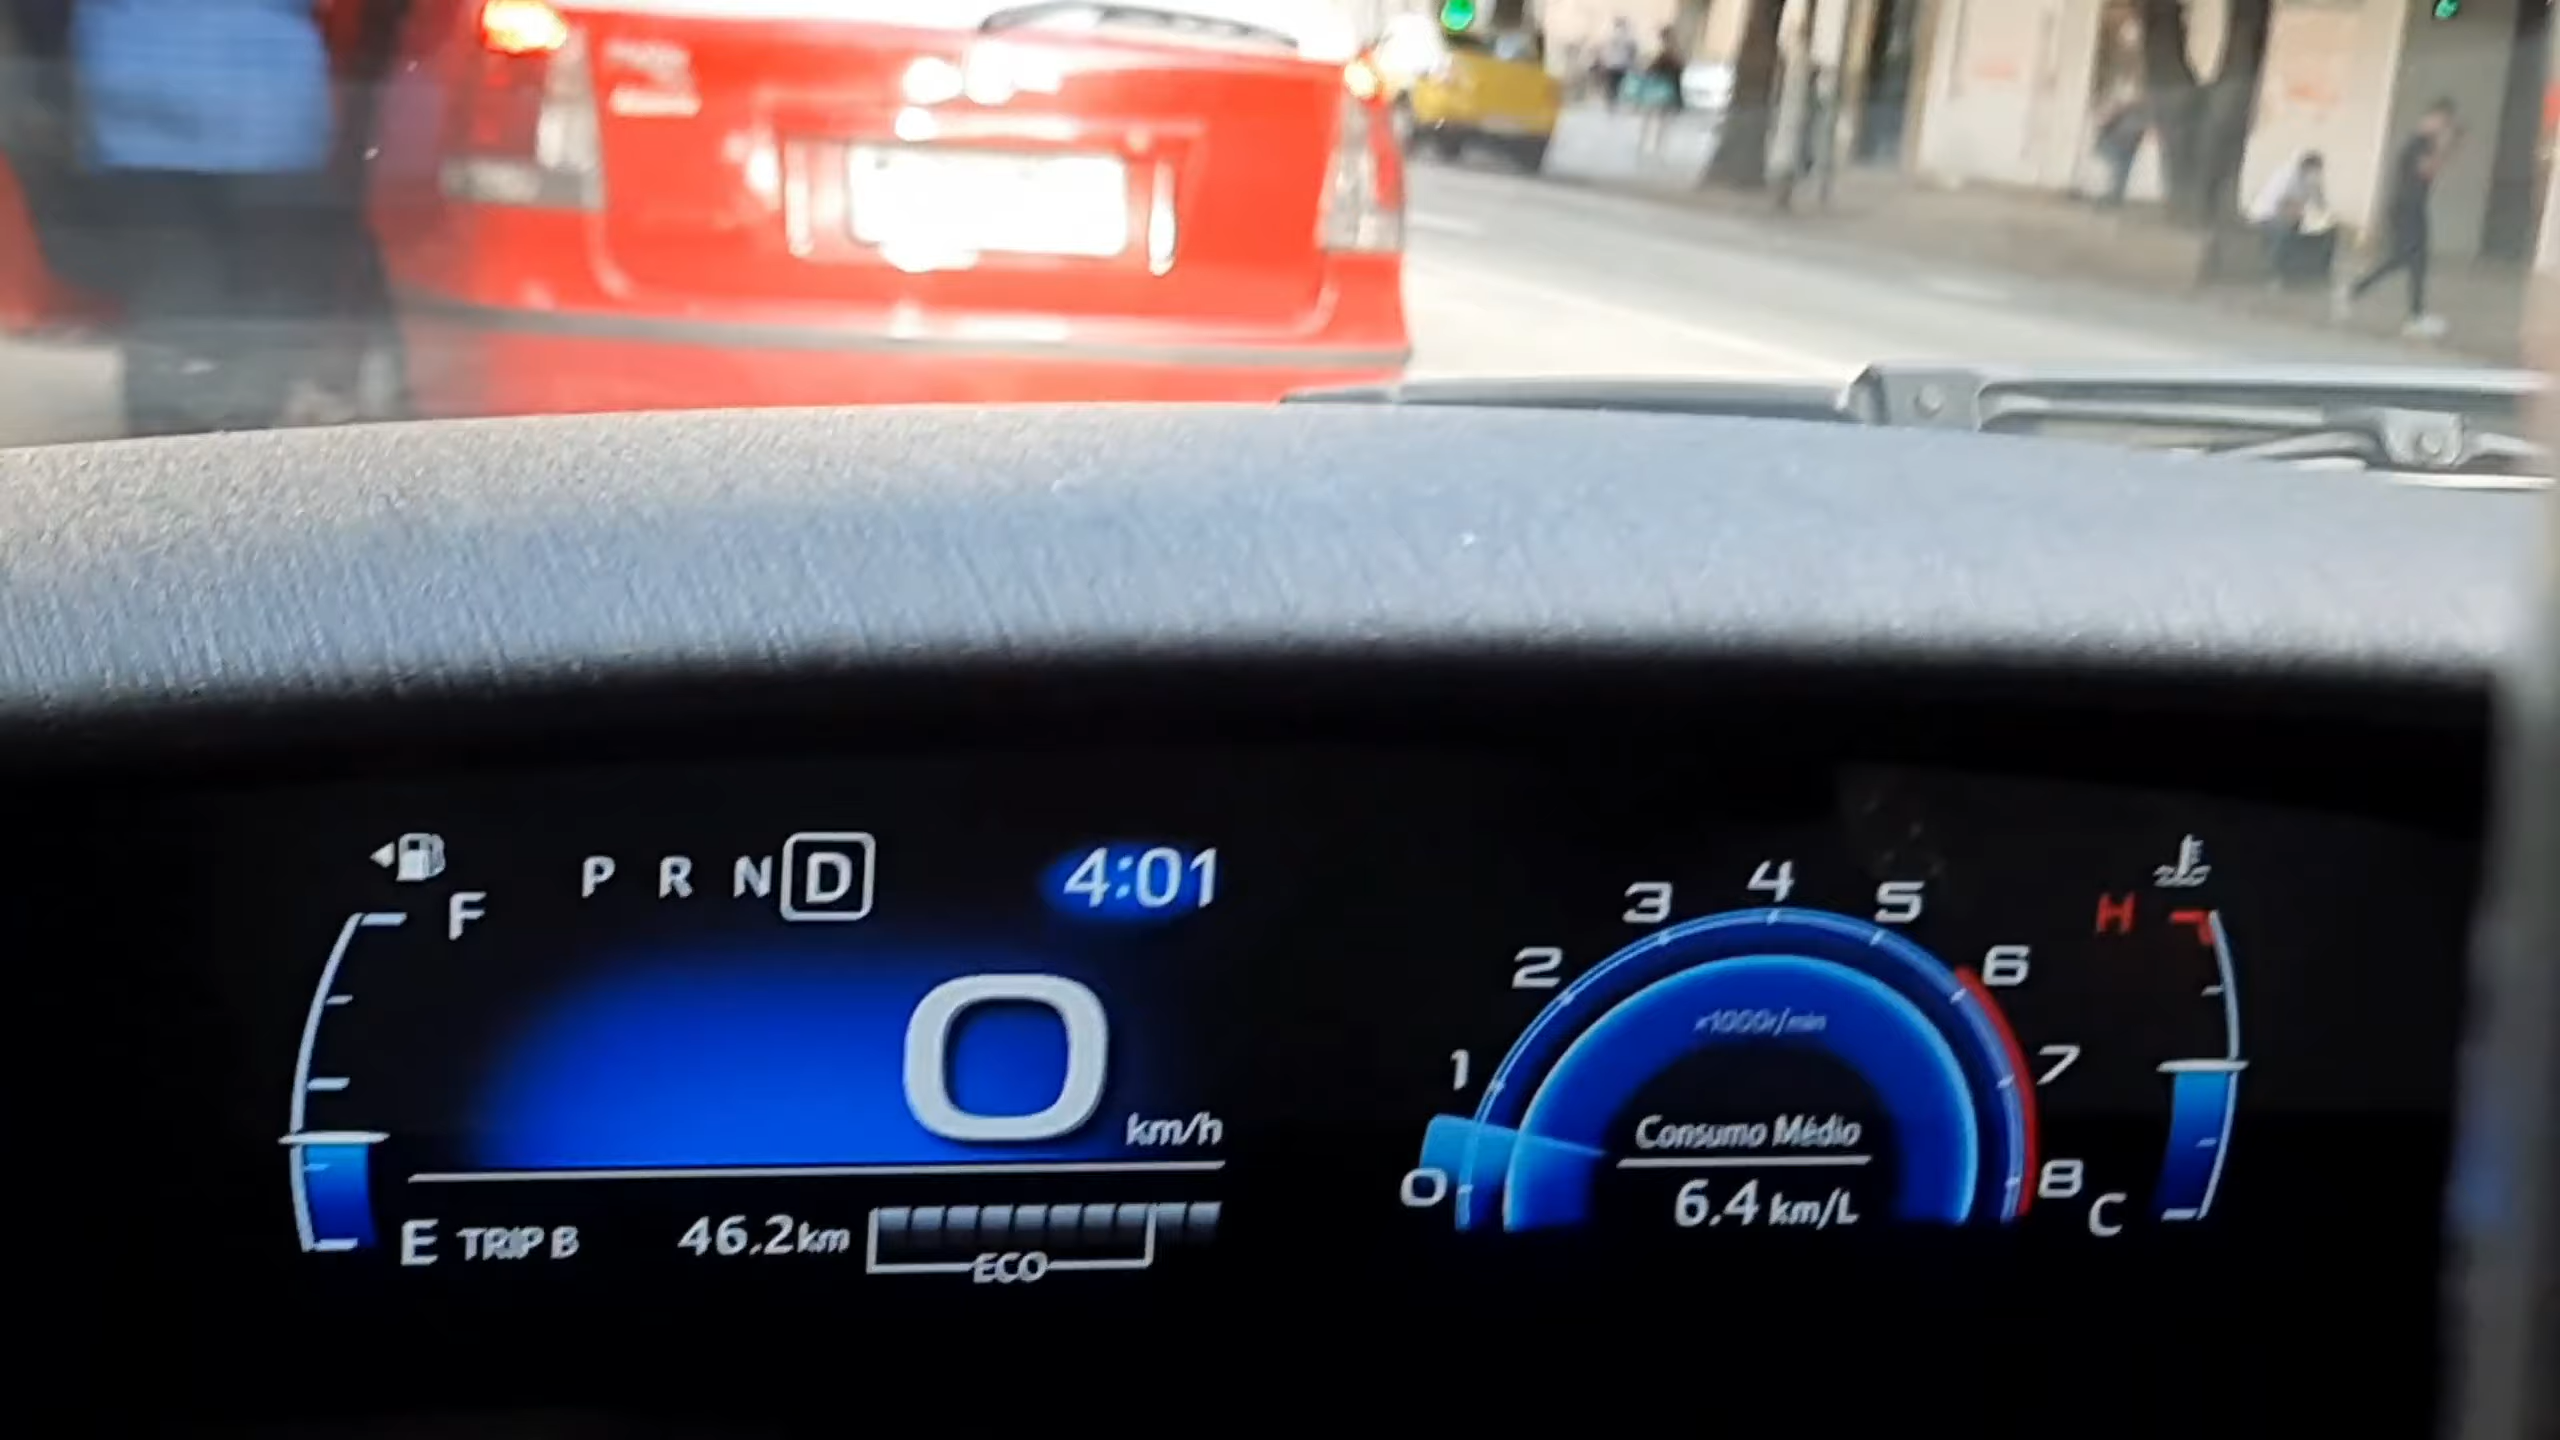 F
P R N D
4:01
0
km/h
E TRIP B 46.2km
ECO
0 1 2 3 4 5 6 7 8
x1000r/min
Consumo Médio
6.4 km/L
H
C